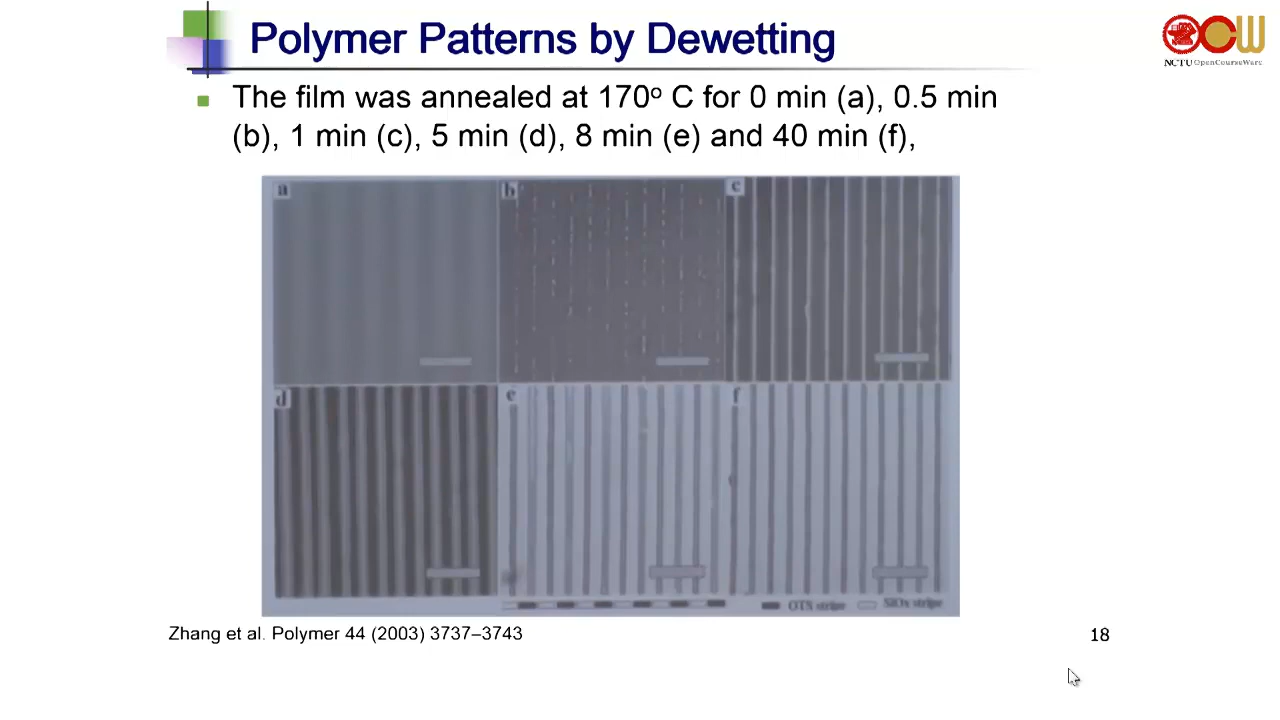 Polymer Patterns by Dewetting
NCTU OpenCourseWare
The film was annealed at 170º C for 0 min (a), 0.5 min
(b), 1 min (c), 5 min (d), 8 min (e) and 40 min (f),
a
b
c
d
e
f
OTS stripe
SiOx stripe
Zhang et al. Polymer 44 (2003) 3737–3743
18